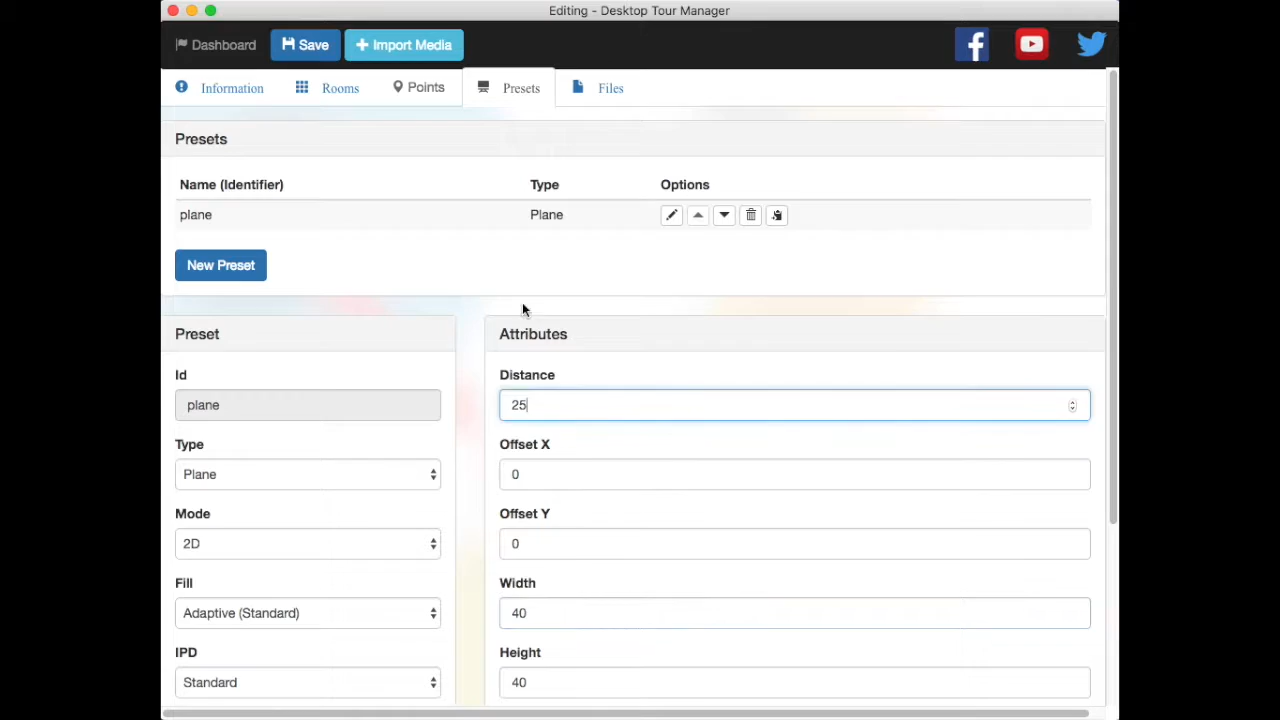 Editing - Desktop Tour Manager
Dashboard Save Import Media
Information Rooms Points Presets Files
Presets
Name (Identifier) Type Options
plane Plane
New Preset
Preset
Id
plane
Type
Plane
Mode
2D
Fill
Adaptive (Standard)
IPD
Standard
Attributes
Distance
25
Offset X
0
Offset Y
0
Width
40
Height
40